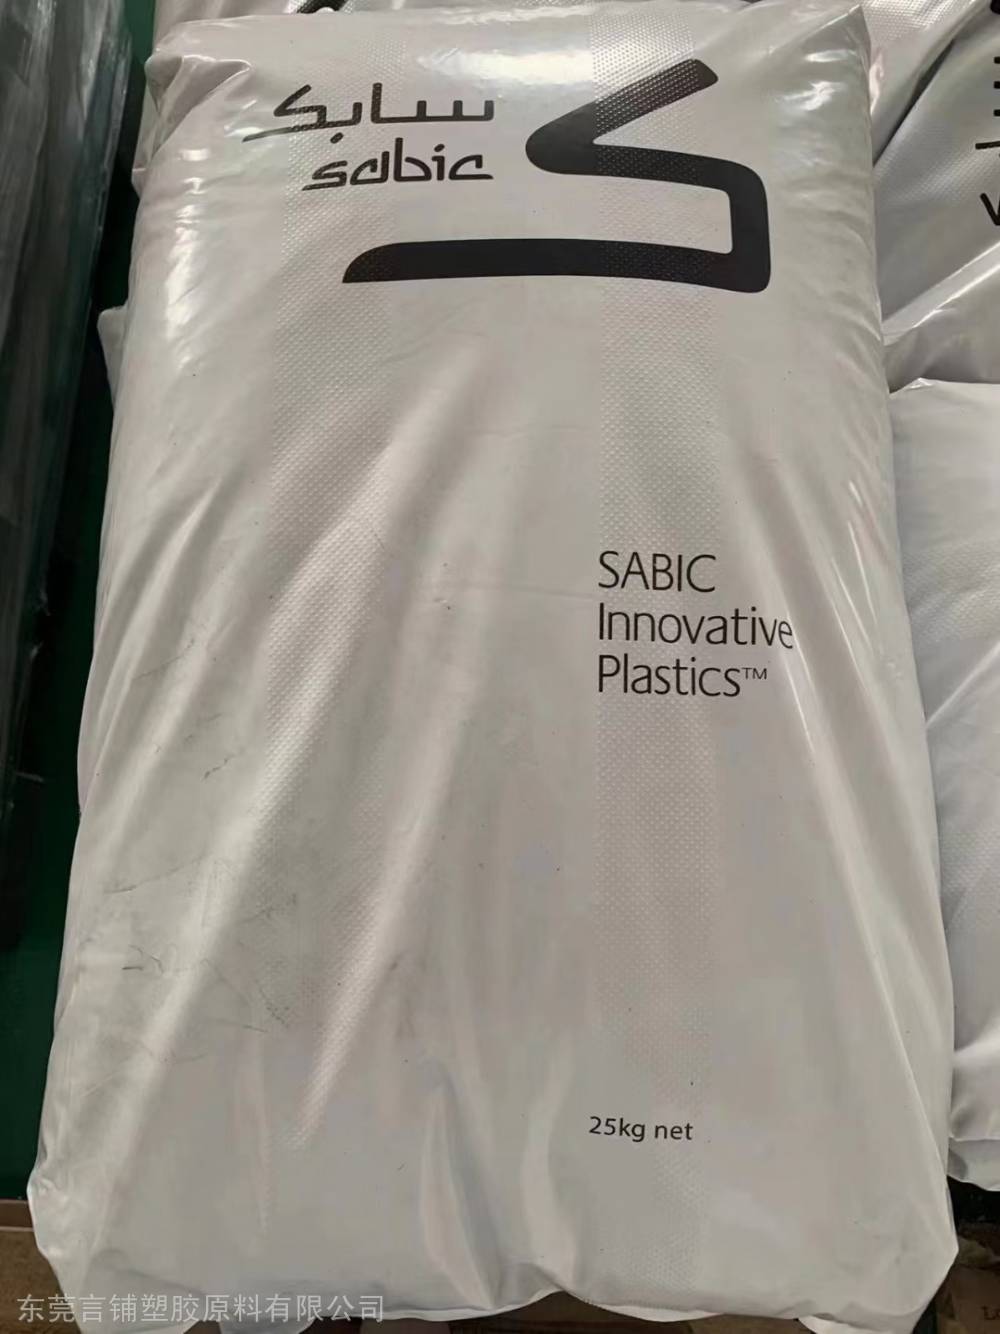 سابك
sabic
SABIC
Innovative
Plastics™
25kg net
东莞言铺塑胶原料有限公司